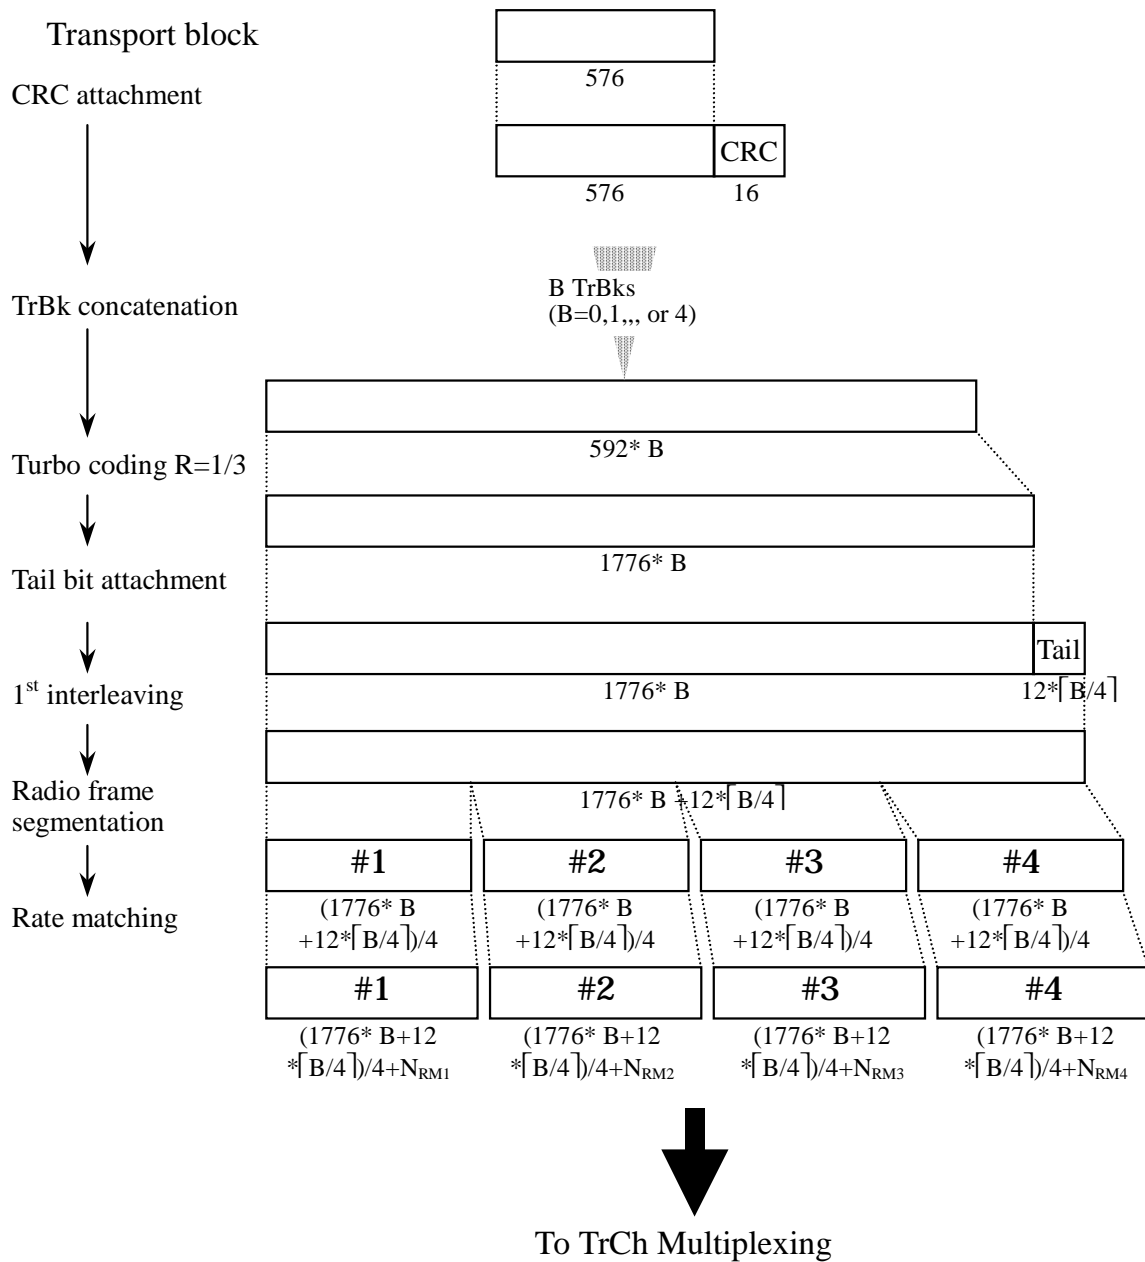 Transport block
576
CRC attachment
CRC
576 16
B TrBks
TrBk concatenation
(B=0,1,,, or 4)
592* B
Turbo coding R=1/3
1776* B
Tail bit attachment
Tail
1776* B 12*⌈B/4⌉
1st interleaving
Radio frame
segmentation
1776* B +12*⌈B/4⌉
#1 #2 #3 #4
Rate matching
(1776* B (1776* B (1776* B (1776* B
+12*⌈B/4⌉)/4 +12*⌈B/4⌉)/4 +12*⌈B/4⌉)/4 +12*⌈B/4⌉)/4
#1 #2 #3 #4
(1776* B+12 (1776* B+12 (1776* B+12 (1776* B+12
*⌈B/4⌉)/4+NRM1 *⌈B/4⌉)/4+NRM2 *⌈B/4⌉)/4+NRM3 *⌈B/4⌉)/4+NRM4
To TrCh Multiplexing